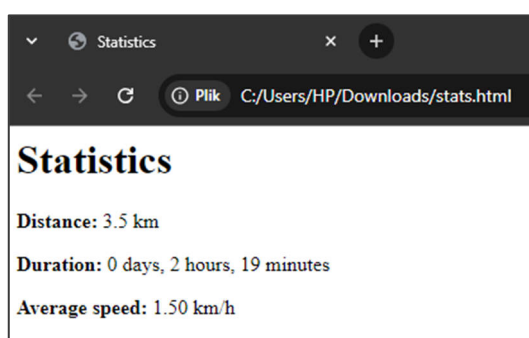 Statistics
Plik C:/Users/HP/Downloads/stats.html
Statistics
Distance: 3.5 km
Duration: 0 days, 2 hours, 19 minutes
Average speed: 1.50 km/h